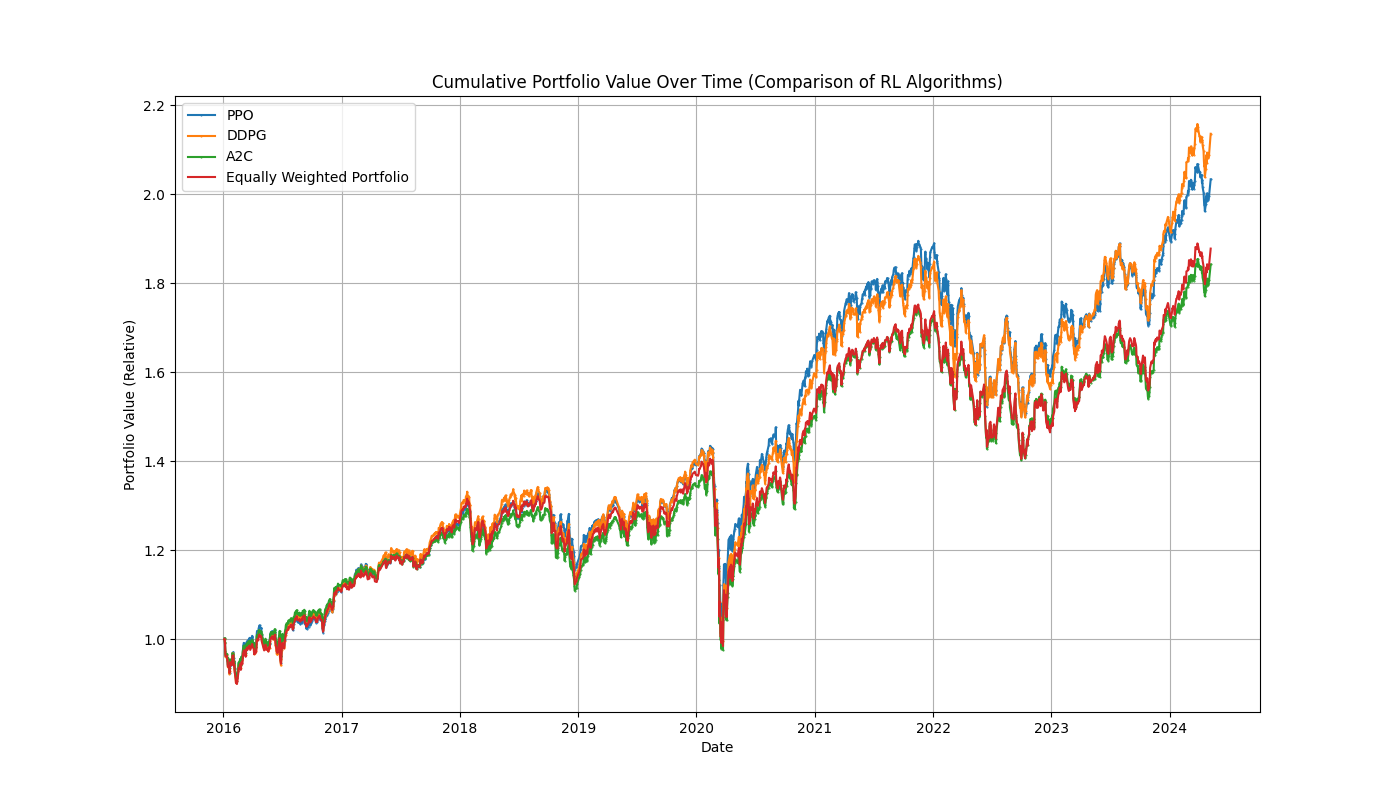 Cumulative Portfolio Value Over Time (Comparison of RL Algorithms)
PPO
DDPG
A2C
Equally Weighted Portfolio
Portfolio Value (Relative)
2.2
2.0
1.8
1.6
1.4
1.2
1.0
2016 2017 2018 2019 2020 2021 2022 2023 2024
Date